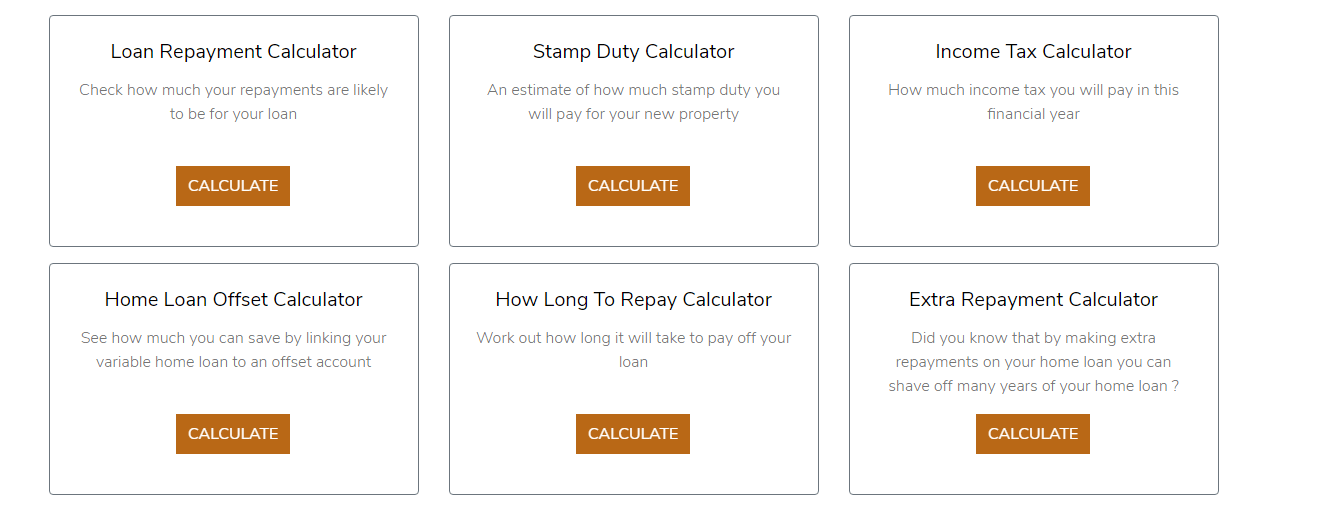 Loan Repayment Calculator
Check how much your repayments are likely
to be for your loan
CALCULATE
Stamp Duty Calculator
An estimate of how much stamp duty you
will pay for your new property
CALCULATE
Income Tax Calculator
How much income tax you will pay in this
financial year
CALCULATE
Home Loan Offset Calculator
See how much you can save by linking your
variable home loan to an offset account
CALCULATE
How Long To Repay Calculator
Work out how long it will take to pay off your
loan
CALCULATE
Extra Repayment Calculator
Did you know that by making extra
repayments on your home loan you can
shave off many years of your home loan ?
CALCULATE